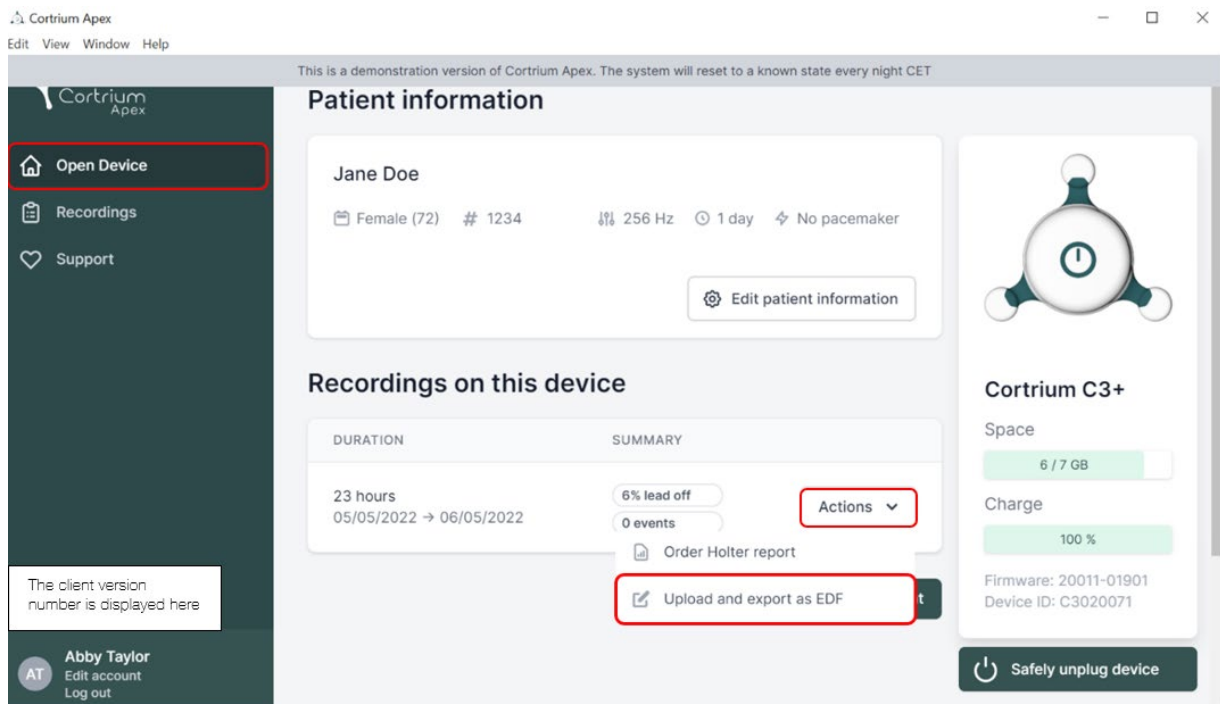 Cortrium Apex
Edit View Window Help
This is a demonstration version of Cortrium Apex. The system will reset to a known state every night CET
Cortrium
Apex
Open Device
Recordings
Support
The client version
number is displayed here
AT
Abby Taylor
Edit account
Log out
Patient information
Jane Doe
Female (72) # 1234 256 Hz 1 day No pacemaker
Edit patient information
Recordings on this device
DURATION SUMMARY
23 hours
05/05/2022 → 06/05/2022
6% lead off
0 events
Actions
Order Holter report
Upload and export as EDF
t
Cortrium C3+
Space
6 / 7 GB
Charge
100 %
Firmware: 20011-01901
Device ID: C3020071
Safely unplug device